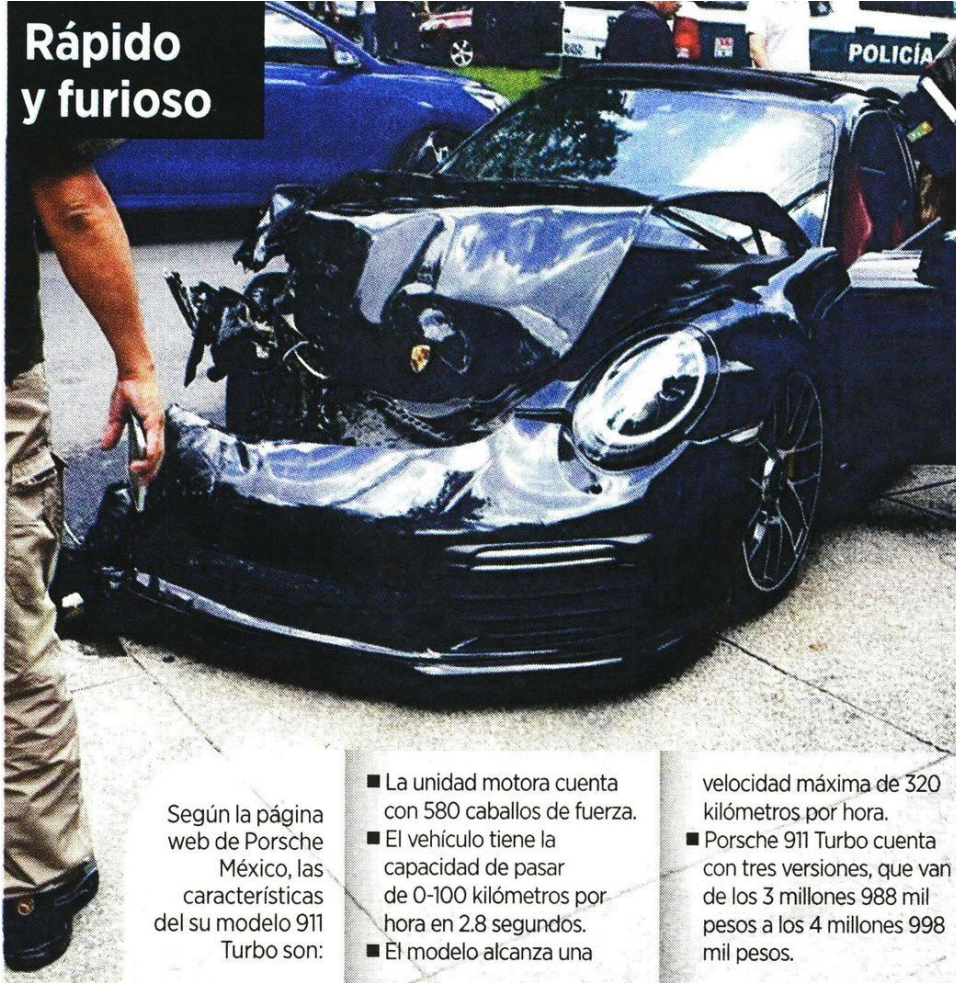 Rápido
y furioso
POLICÍA
Según la página
web de Porsche
México, las
características
del su modelo 911
Turbo son:
■ La unidad motora cuenta
con 580 caballos de fuerza.
■ El vehículo tiene la
capacidad de pasar
de 0-100 kilómetros por
hora en 2.8 segundos.
■ El modelo alcanza una
velocidad máxima de 320
kilómetros por hora.
■ Porsche 911 Turbo cuenta
con tres versiones, que van
de los 3 millones 988 mil
pesos a los 4 millones 998
mil pesos.